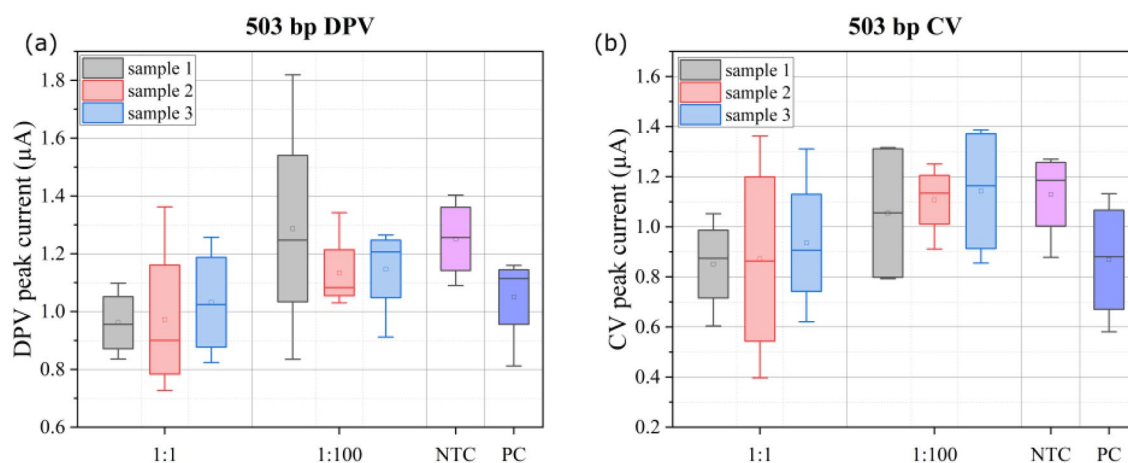 503 bp DPV
(a)
sample 1
sample 2
sample 3
DPV peak current (µA)
1.8
1.6
1.4
1.2
1.0
0.8
0.6
1:1
1:100
NTC
PC
503 bp CV
(b)
sample 1
sample 2
sample 3
CV peak current (µA)
1.6
1.4
1.2
1.0
0.8
0.6
0.4
0.2
1:1
1:100
NTC
PC